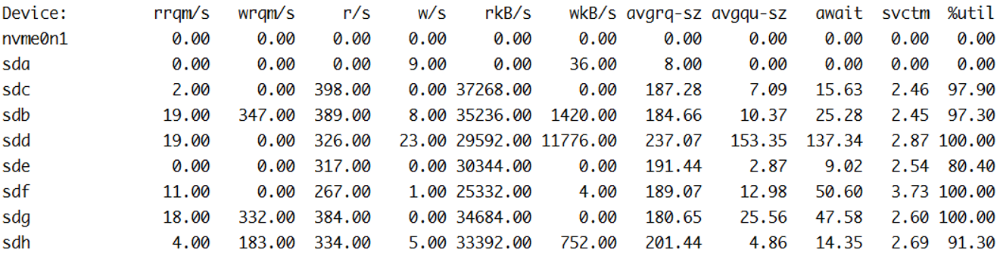 Device: rrqm/s wrqm/s r/s w/s rkB/s wkB/s avgrq-sz avgqu-sz await svctm %util
nvme0n1 0.00 0.00 0.00 0.00 0.00 0.00 0.00 0.00 0.00 0.00 0.00
sda 0.00 0.00 0.00 9.00 0.00 36.00 8.00 0.00 0.00 0.00 0.00
sdc 2.00 0.00 398.00 0.00 37268.00 0.00 187.28 7.09 15.63 2.46 97.90
sdb 19.00 347.00 389.00 8.00 35236.00 1420.00 184.66 10.37 25.28 2.45 97.30
sdd 19.00 0.00 326.00 23.00 29592.00 11776.00 237.07 153.35 137.34 2.87 100.00
sde 0.00 0.00 317.00 0.00 30344.00 0.00 191.44 2.87 9.02 2.54 80.40
sdf 11.00 0.00 267.00 1.00 25332.00 4.00 189.07 12.98 50.60 3.73 100.00
sdg 18.00 332.00 384.00 0.00 34684.00 0.00 180.65 25.56 47.58 2.60 100.00
sdh 4.00 183.00 334.00 5.00 33392.00 752.00 201.44 4.86 14.35 2.69 91.30